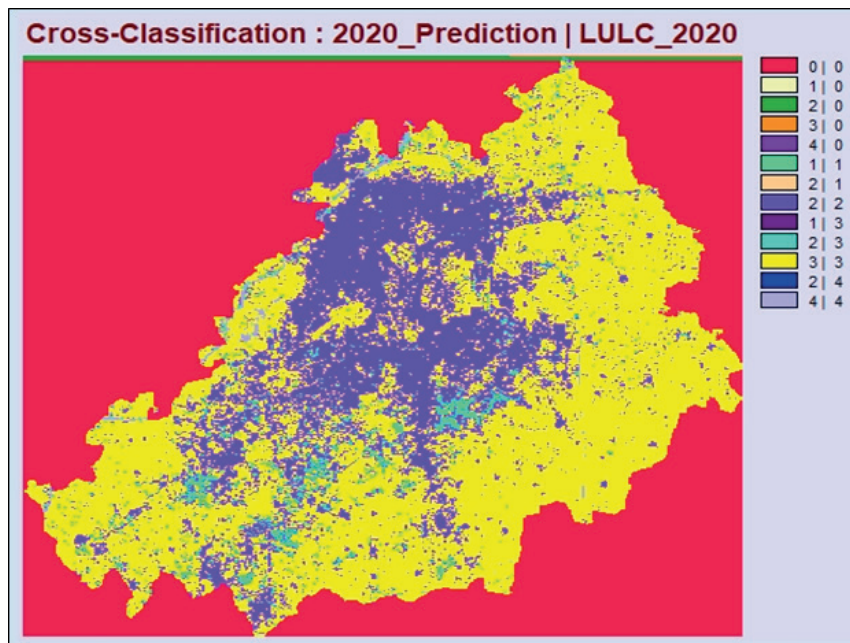 Cross-Classification : 2020_Prediction | LULC_2020
0 | 0
1 | 0
2 | 0
3 | 0
4 | 0
1 | 1
2 | 1
2 | 2
1 | 3
2 | 3
3 | 3
2 | 4
4 | 4